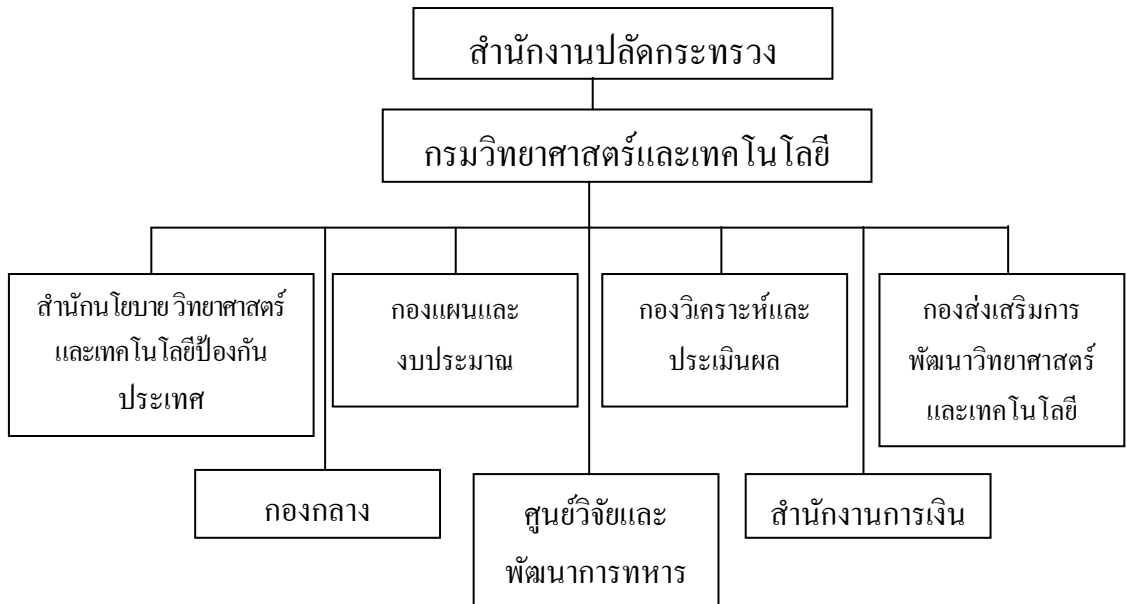 สำนักงานปลัดกระทรวง
กรมวิทยาศาสตร์และเทคโนโลยี
สำนักนโยบาย วิทยาศาสตร์
และเทคโนโลยีป้องกัน
ประเทศ
กองแผนและ
งบประมาณ
กองวิเคราะห์และ
ประเมินผล
กองส่งเสริมการ
พัฒนาวิทยาศาสตร์
และเทคโนโลยี
กองกลาง
ศูนย์วิจัยและ
พัฒนาการทหาร
สำนักงานการเงิน